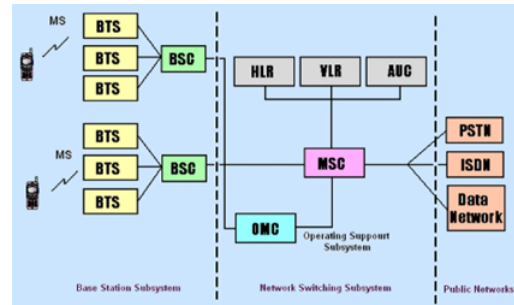 MS
BTS
BTS
BTS
BSC
HLR
VLR
AUC
MS
BTS
BTS
BTS
BSC
MSC
PSTN
ISDN
Data
Network
OMC
Operating Suppourt
Subsystem
Base Station Subsystem
Network Switching Subsystem
Public Networks